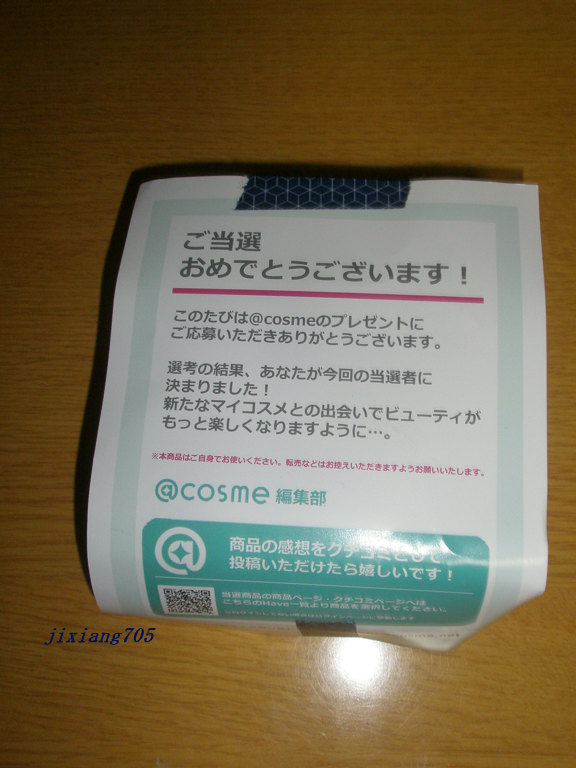 ご当選
おめでとうございます！
このたびは@cosmeのプレゼントに
ご応募いただきありがとうございます。
選考の結果、あなたが今回の当選者に
決まりました！
新たなマイコスメとの出会いでビューティが
もっと楽しくなりますように…。
※本商品はご自身でお使いください。転売などはお控えいただきますようお願いいたします。
@cosme 編集部
商品の感想をクチコミとして
投稿いただけたら嬉しいです！
当選商品の商品ページ・クチコミページへは
こちらのHave一覧より商品を選択してください。
jixiang705